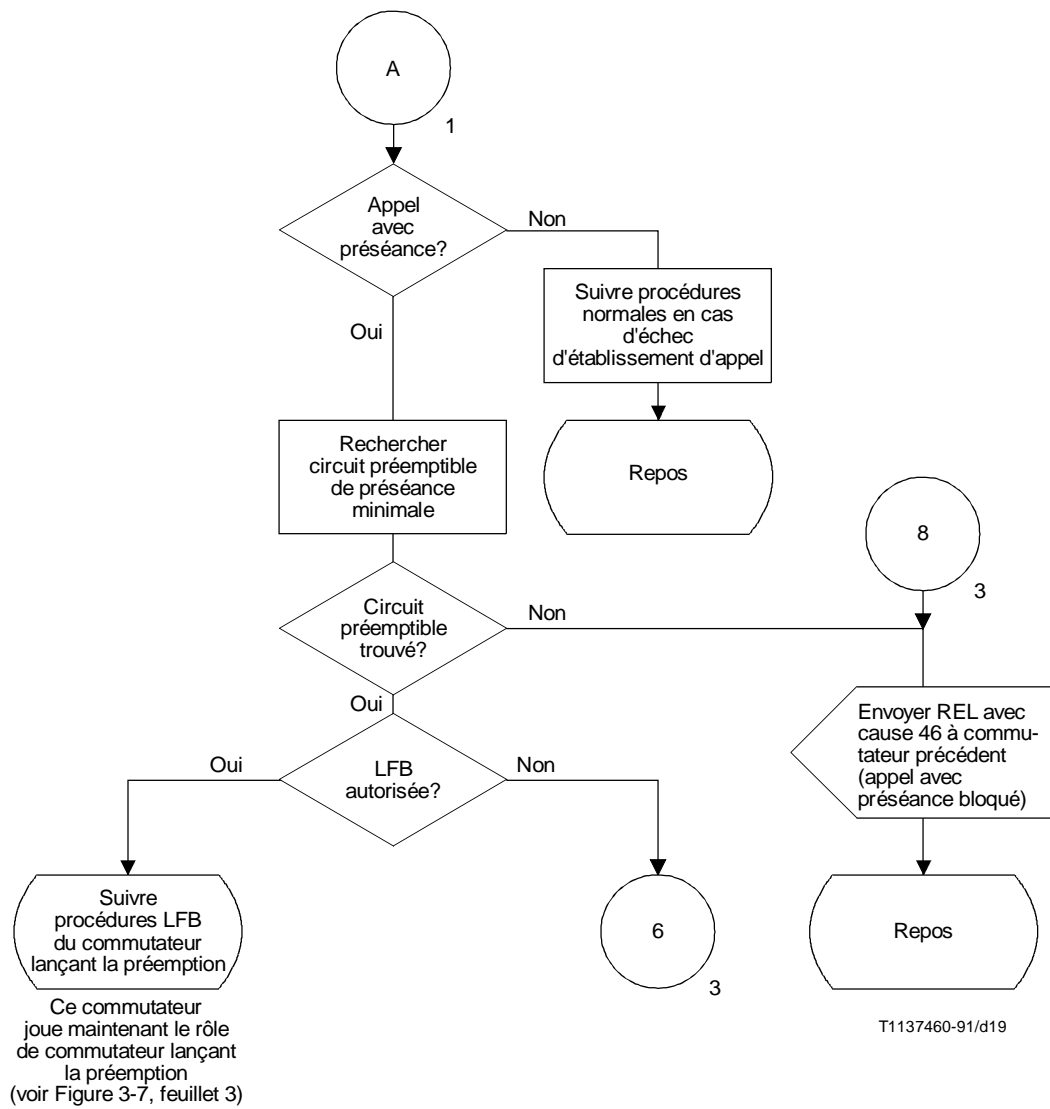 A
1
Appel
avec
préséance?
Non
Oui
Suivre procédures
normales en cas
d'échec
d'établissement d'appel
Rechercher
circuit préemptible
de préséance
minimale
Repos
8
3
Circuit
préemptible
trouvé?
Non
Oui
Envoyer REL avec
cause 46 à commu-
tateur précédent
(appel avec
préséance bloqué)
Oui
LFB
autorisée?
Non
Suivre
procédures LFB
du commutateur
lançant la préemption
6
3
Repos
Ce commutateur
joue maintenant le rôle
de commutateur lançant
la préemption
(voir Figure 3-7, feuillet 3)
T1137460-91/d19